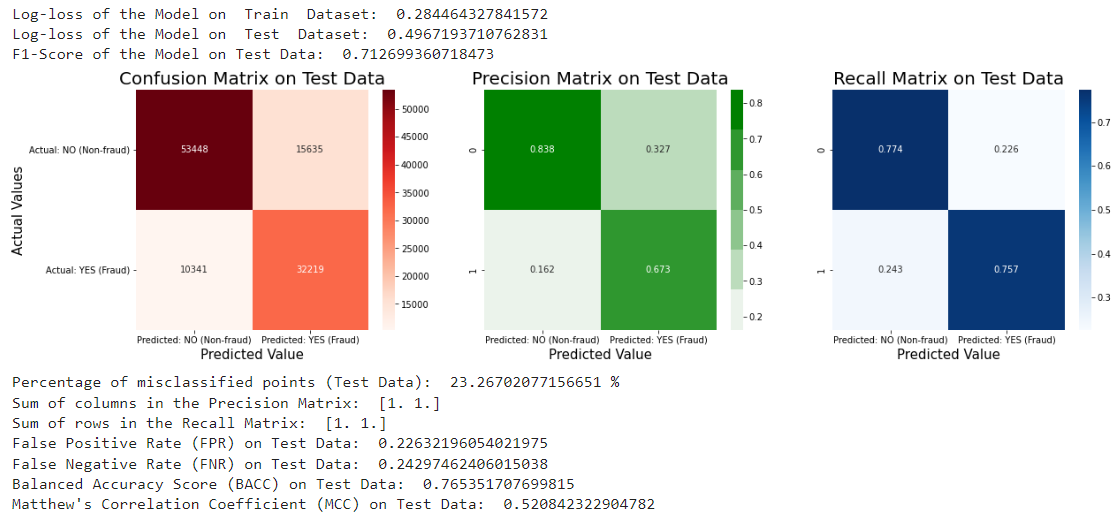 Log-loss of the Model on  Train  Dataset:  0.284464327841572
Log-loss of the Model on  Test  Dataset:  0.4967193710762831
F1-Score of the Model on Test Data:  0.712699360718473
Confusion Matrix on Test Data
Actual Values
Actual: NO (Non-fraud)
53448
15635
Actual: YES (Fraud)
10341
32219
Predicted: NO (Non-fraud)
Predicted: YES (Fraud)
Predicted Value
50000
45000
40000
35000
30000
25000
20000
15000
Precision Matrix on Test Data
0
0.838
0.327
1
0.162
0.673
Predicted: NO (Non-fraud)
Predicted: YES (Fraud)
Predicted Value
0.8
0.7
0.6
0.5
0.4
0.3
0.2
Recall Matrix on Test Data
0
0.774
0.226
1
0.243
0.757
Predicted: NO (Non-fraud)
Predicted: YES (Fraud)
Predicted Value
0.7
0.6
0.5
0.4
0.3
Percentage of misclassified points (Test Data):  23.26702077156651 %
Sum of columns in the Precision Matrix:  [1. 1.]
Sum of rows in the Recall Matrix:  [1. 1.]
False Positive Rate (FPR) on Test Data:  0.22632196054021975
False Negative Rate (FNR) on Test Data:  0.24297462406015038
Balanced Accuracy Score (BACC) on Test Data:  0.765351707699815
Matthew's Correlation Coefficient (MCC) on Test Data:  0.520842322904782